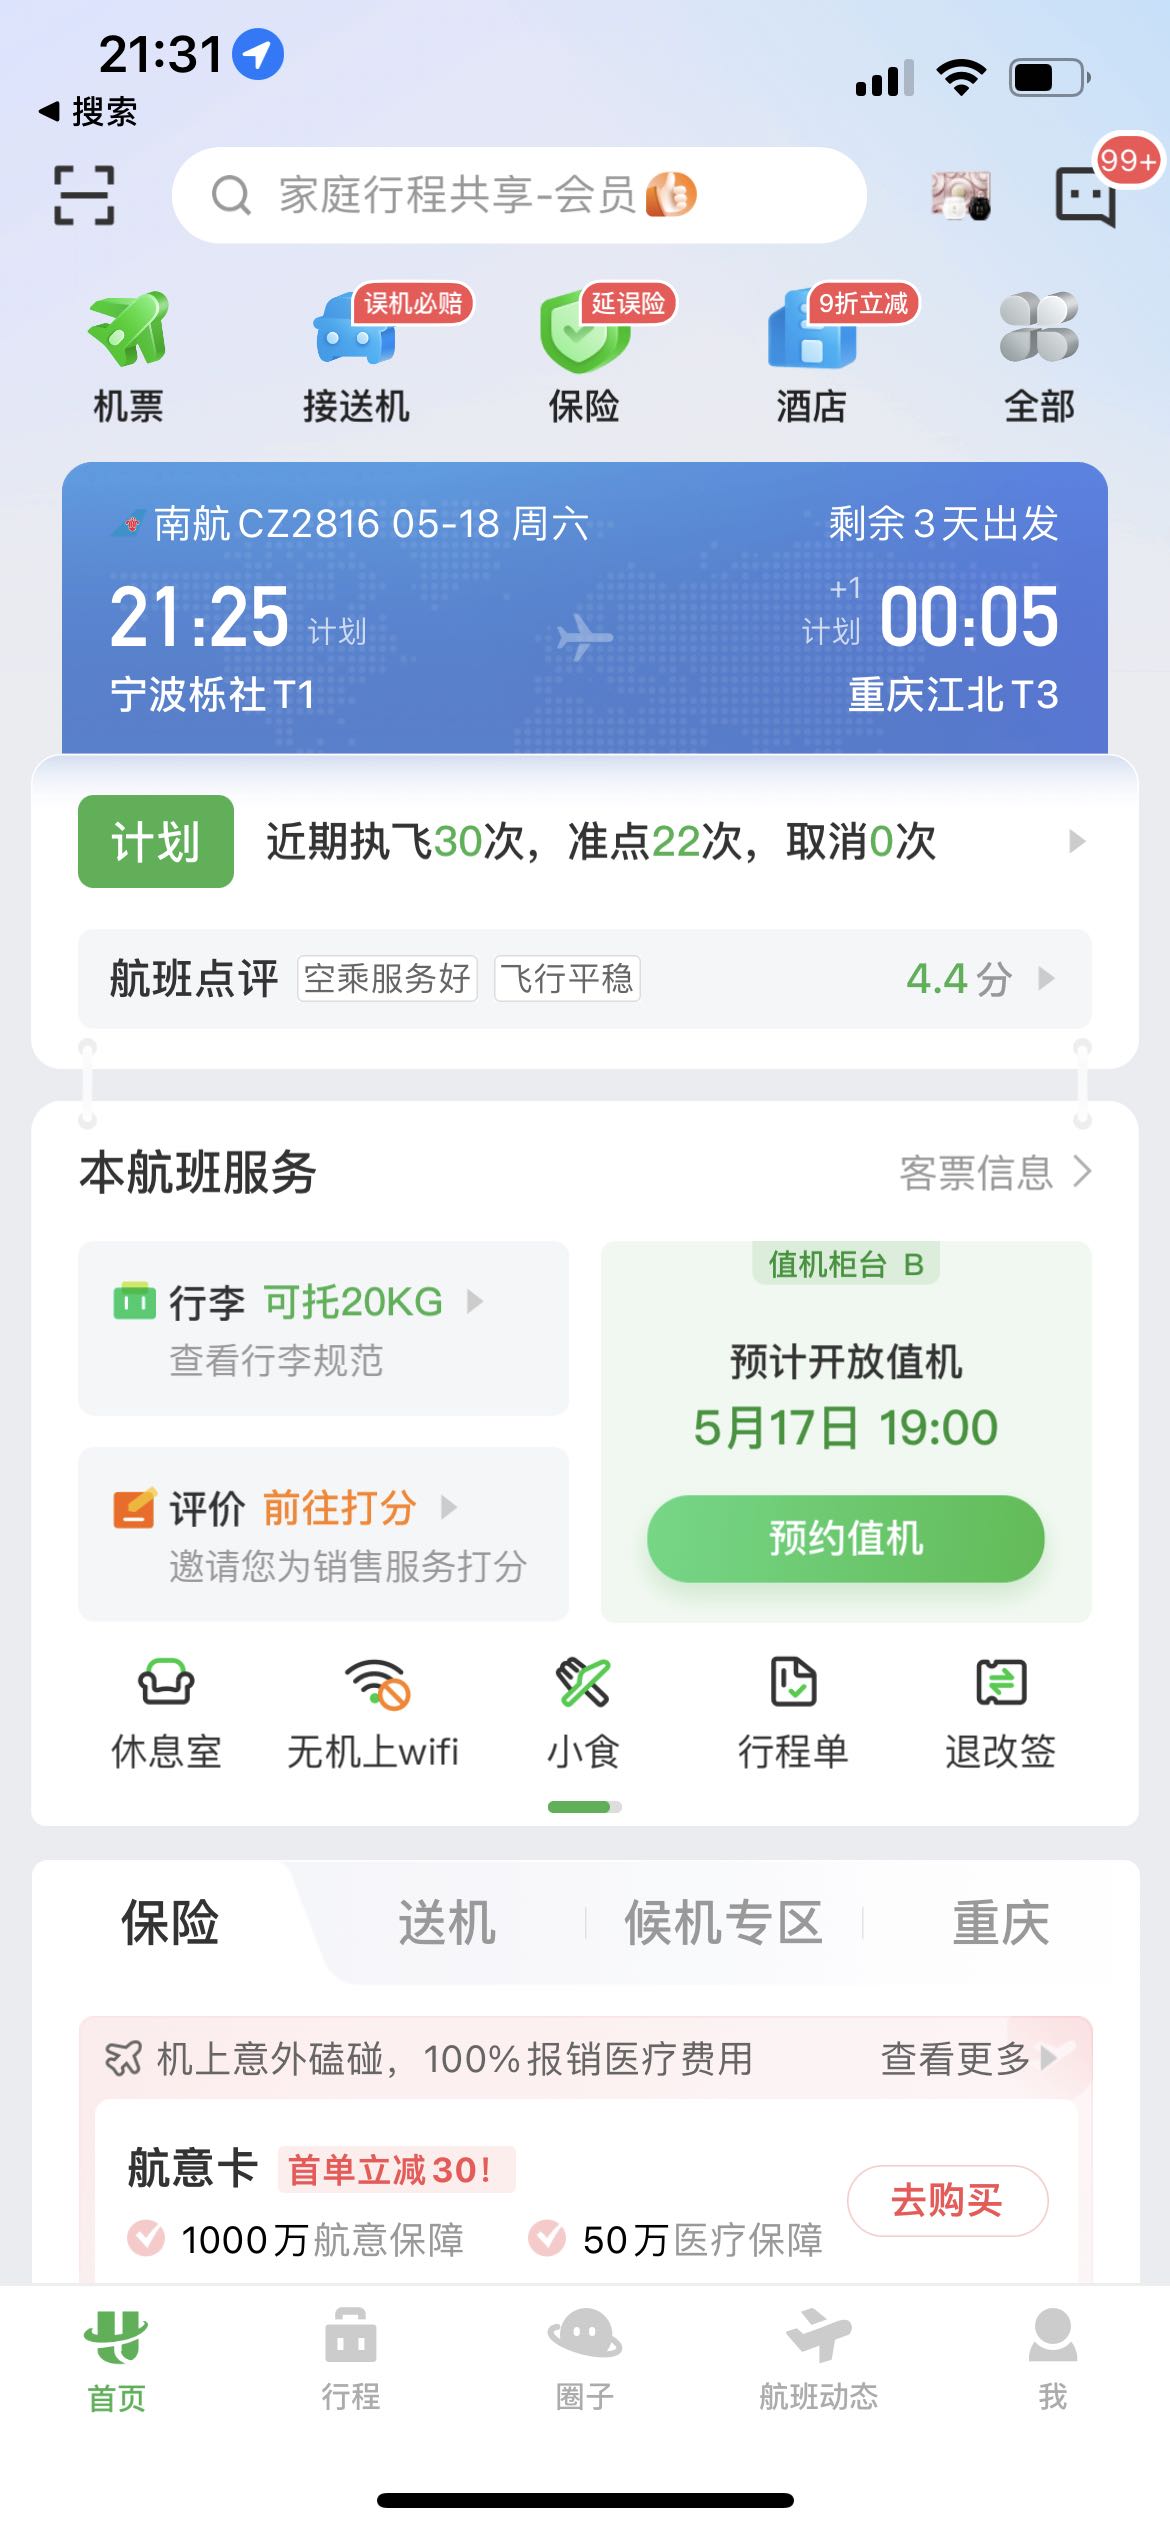 21:31
搜索
家庭行程共享-会员
99+
误机必赔
延误险
9折立减
机票
接送机
保险
酒店
全部
南航CZ2816 05-18 周六
剩余3天出发
21:25 计划
+1
计划 00:05
宁波栎社T1
重庆江北T3
计划
近期执飞30次，准点22次，取消0次
航班点评 空乘服务好 飞行平稳
4.4分
本航班服务
客票信息
行李 可托20KG
查看行李规范
评价 前往打分
邀请您为销售服务打分
值机柜台 B
预计开放值机
5月17日 19:00
预约值机
休息室
无机上wifi
小食
行程单
退改签
保险
送机
候机专区
重庆
机上意外磕碰，100%报销医疗费用
查看更多
航意卡 首单立减30！
1000万航意保障
50万医疗保障
去购买
首页
行程
圈子
航班动态
我